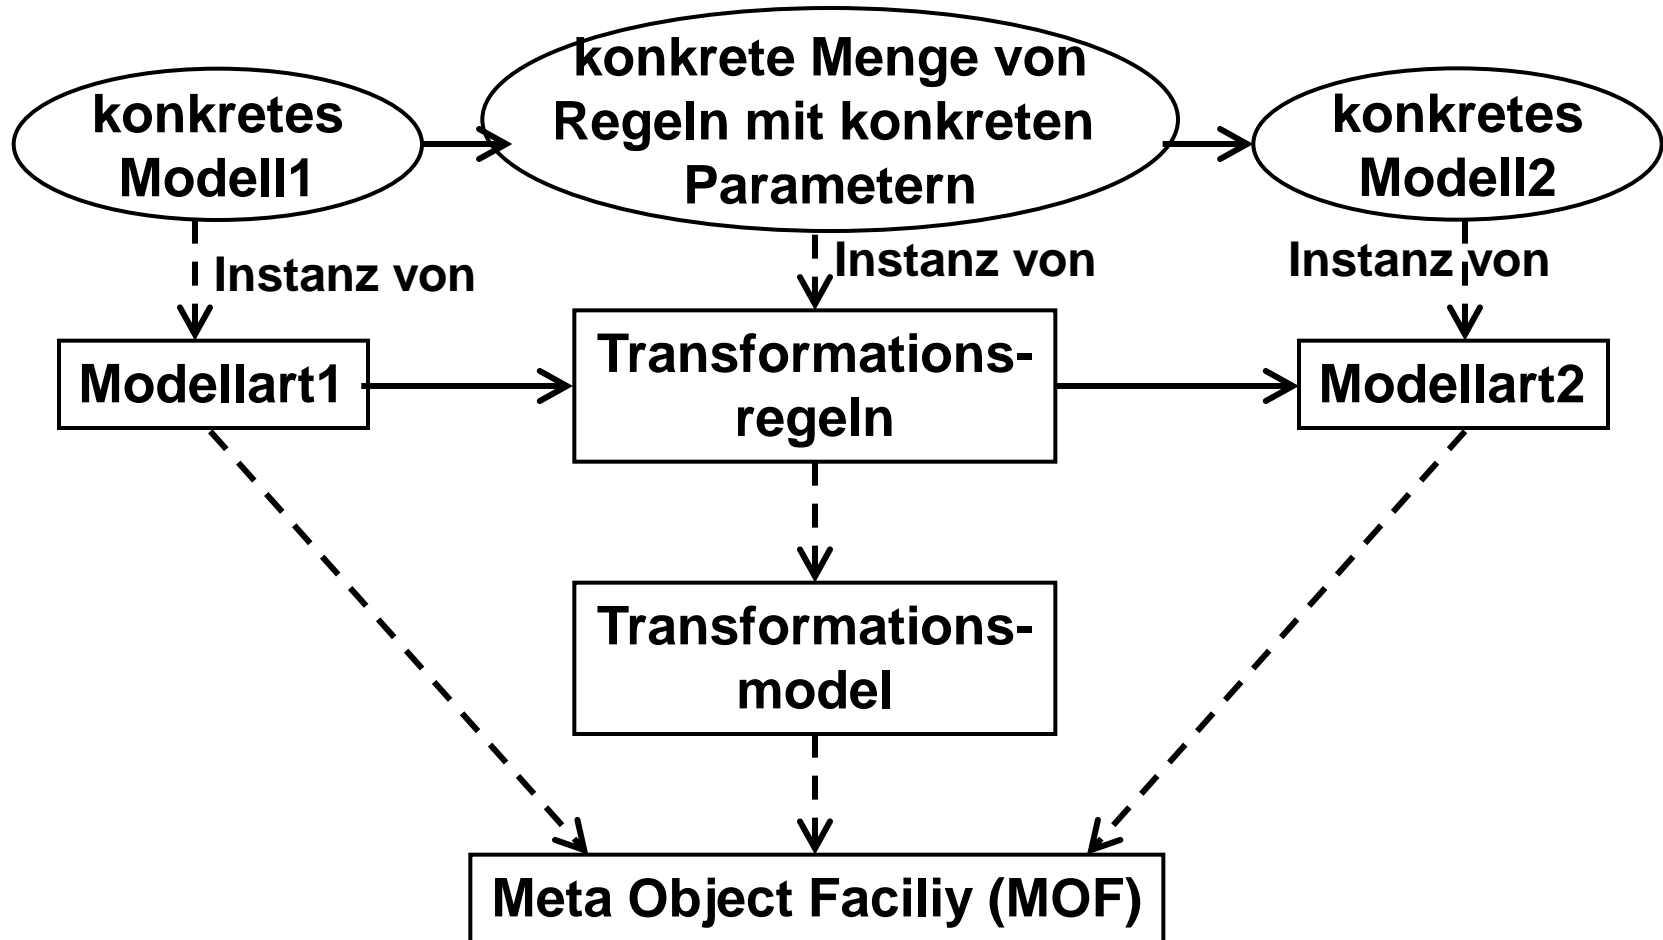 konkretes
Modell1
konkrete Menge von
Regeln mit konkreten
Parametern
konkretes
Modell2
Instanz von
Instanz von
Instanz von
Modellart1
Transformations-
regeln
Modellart2
Transformations-
model
Meta Object Faciliy (MOF)